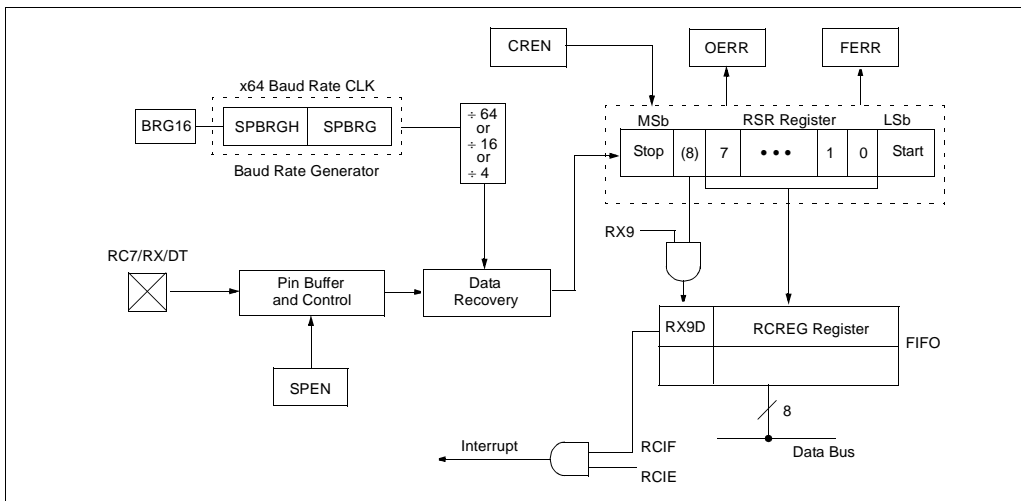 CREN
OERR
FERR
x64 Baud Rate CLK
BRG16
SPBRGH
SPBRG
Baud Rate Generator
÷ 64
or
÷ 16
or
÷ 4
MSb
RSR Register
LSb
Stop
(8)
7
• • •
1
0
Start
RX9
RC7/RX/DT
Pin Buffer
and Control
Data
Recovery
SPEN
RX9D
RCREG Register
FIFO
8
Data Bus
Interrupt
RCIF
RCIE